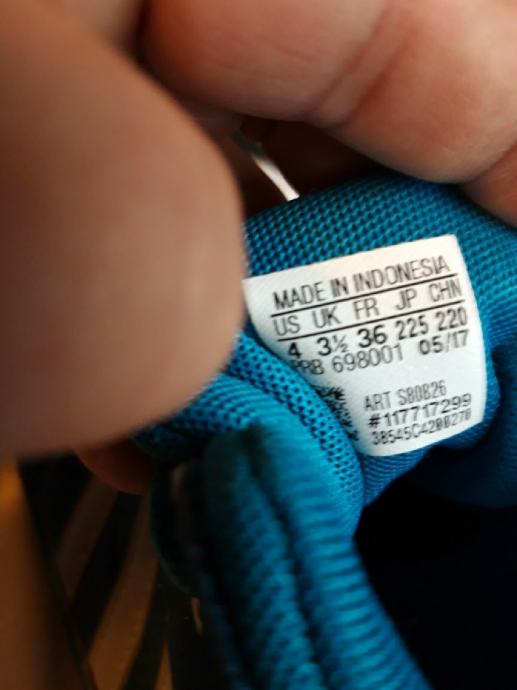 MADE IN INDONESIA
US UK FR JP CHN
4 3½ 36 225 220
698001 05/17
ART S80826
#117717299